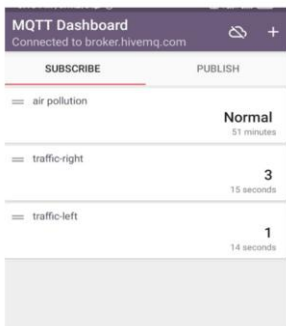 MQTT Dashboard
Connected to broker.hivemq.com
SUBSCRIBE PUBLISH
air pollution
Normal
51 minutes
traffic-right
3
15 seconds
traffic-left
1
14 seconds